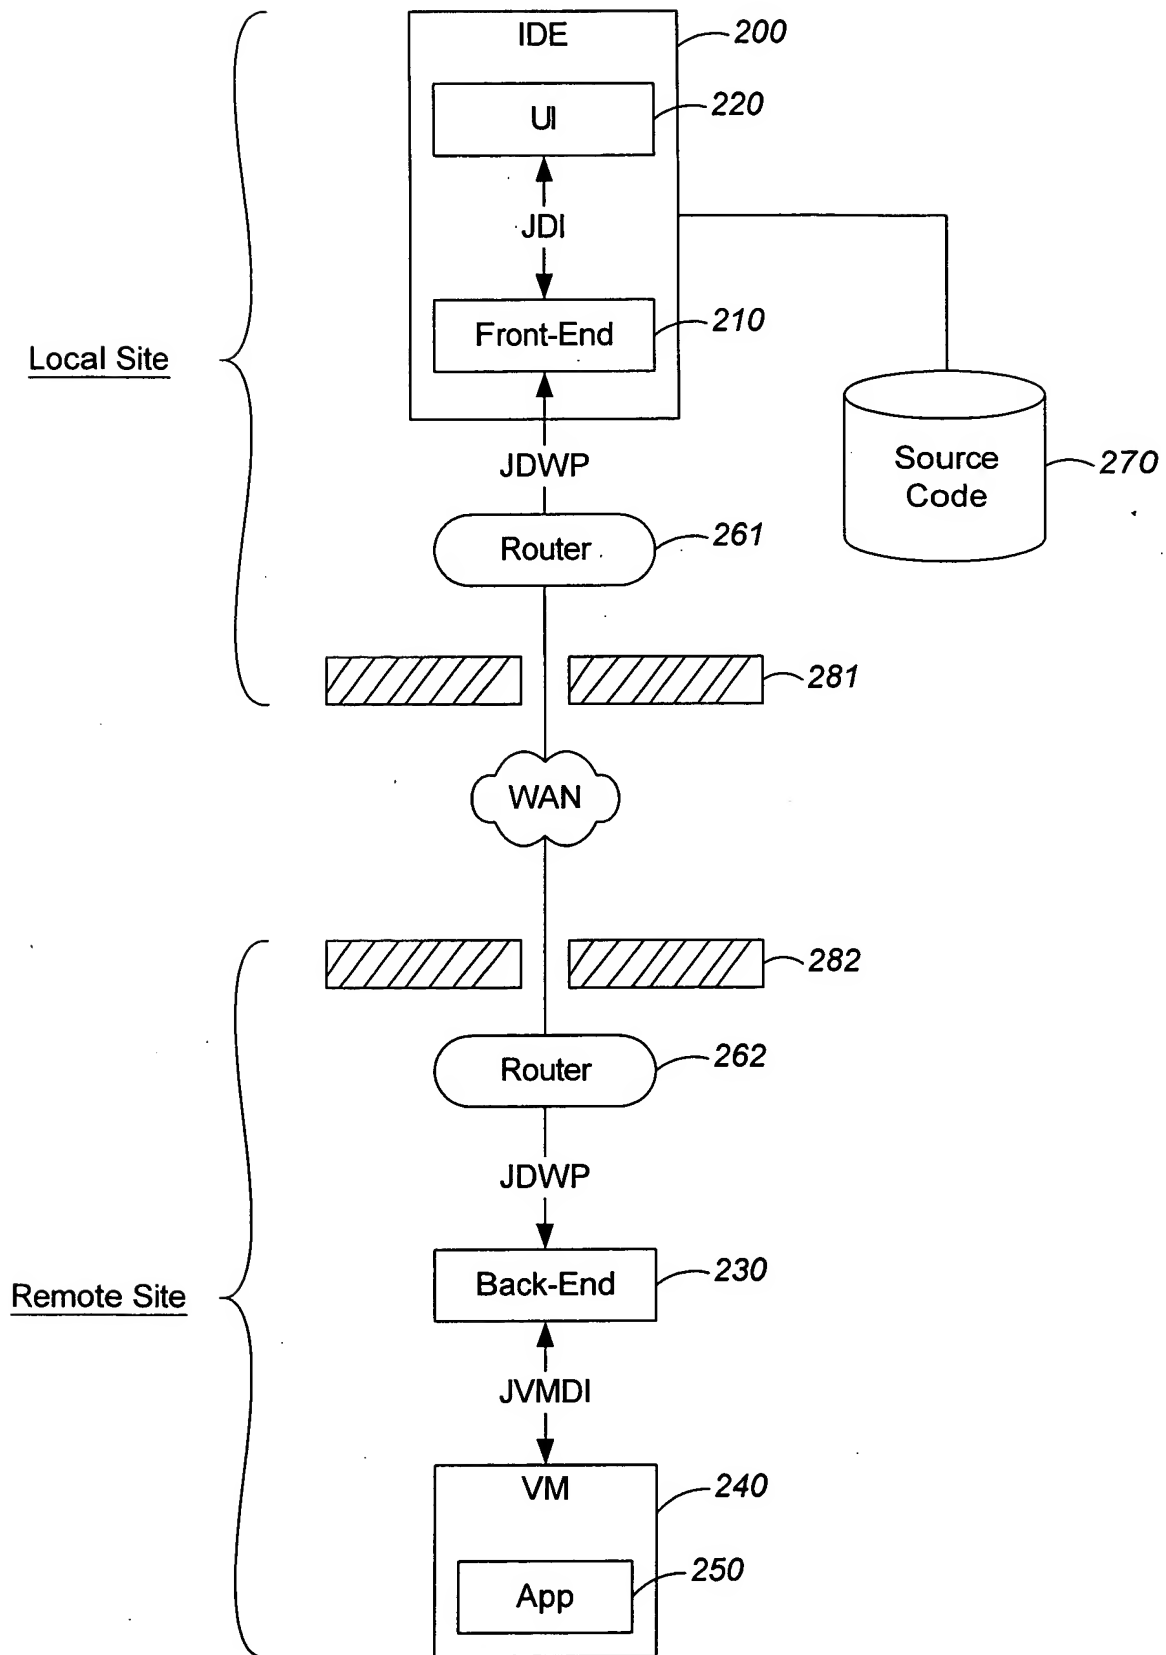 IDE
200
UI
220
JDI
Front-End
210
Local Site
JDWP
Source
Code
270
Router
261
281
WAN
282
Router
262
JDWP
Back-End
230
Remote Site
JVMDI
VM
240
App
250